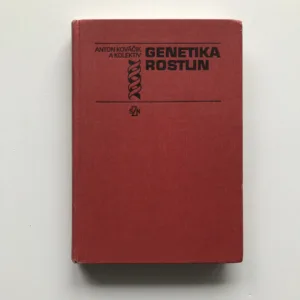 ANTON KOVÁČIK
A KOLEKTIV
GENETIKA
ROSTLIN